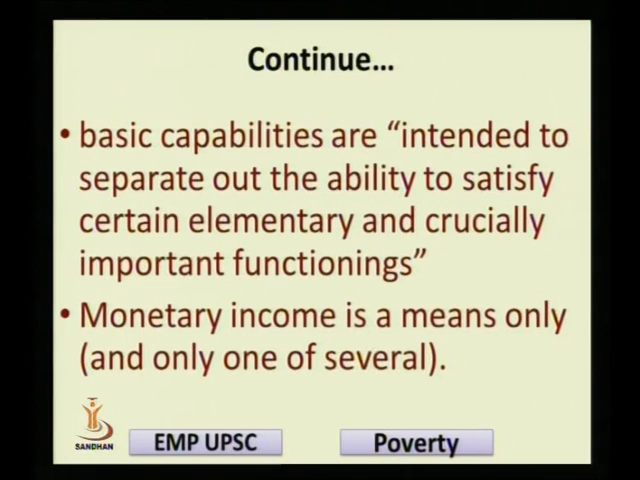 Continue...
• basic capabilities are “intended to
separate out the ability to satisfy
certain elementary and crucially
important functionings”
• Monetary income is a means only
(and only one of several).
SANDHAN
EMP UPSC
Poverty